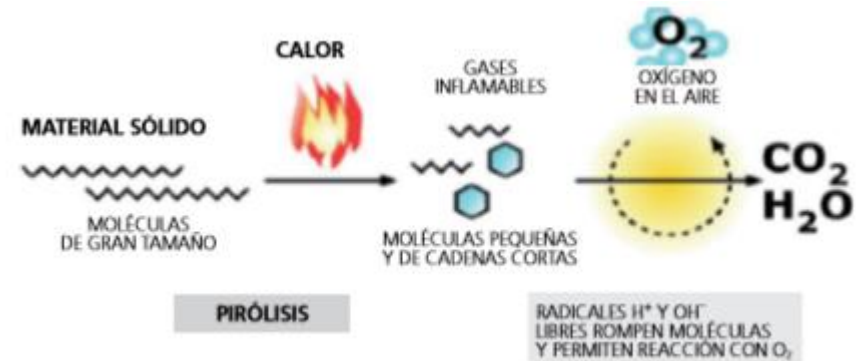 MATERIAL SÓLIDO
MOLÉCULAS
DE GRAN TAMAÑO
CALOR
GASES
INFLAMABLES
MOLÉCULAS PEQUEÑAS
Y DE CADENAS CORTAS
O₂
OXÍGENO
EN EL AIRE
CO₂
H₂O
PIRÓLISIS
RADICALES H⁺ Y OH⁻
LIBRES ROMPEN MOLÉCULAS
Y PERMITEN REACCIÓN CON O₂